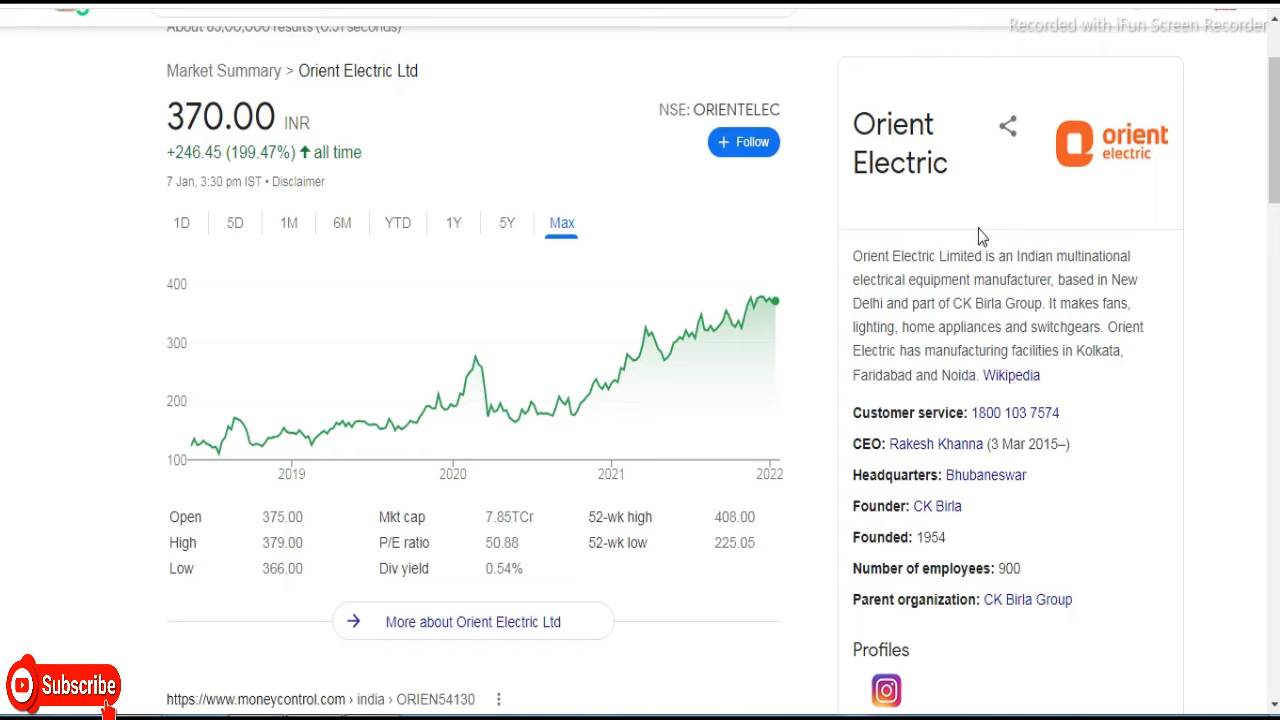 Recorded with iFun Screen Recorder
About 85,00,000 results (0.51 seconds)
Market Summary > Orient Electric Ltd
370.00 INR
+246.45 (199.47%) ↑ all time
7 Jan, 3:30 pm IST • Disclaimer
NSE: ORIENTELEC
+ Follow
1D 5D 1M 6M YTD 1Y 5Y Max
400
300
200
100
2019 2020 2021 2022
Open 375.00 Mkt cap 7.85TCr 52-wk high 408.00
High 379.00 P/E ratio 50.88 52-wk low 225.05
Low 366.00 Div yield 0.54%
More about Orient Electric Ltd
https://www.moneycontrol.com › india › ORIEN54130
Subscribe
Orient
Electric
orient
electric
Orient Electric Limited is an Indian multinational
electrical equipment manufacturer, based in New
Delhi and part of CK Birla Group. It makes fans,
lighting, home appliances and switchgears. Orient
Electric has manufacturing facilities in Kolkata,
Faridabad and Noida. Wikipedia
Customer service: 1800 103 7574
CEO: Rakesh Khanna (3 Mar 2015–)
Headquarters: Bhubaneswar
Founder: CK Birla
Founded: 1954
Number of employees: 900
Parent organization: CK Birla Group
Profiles